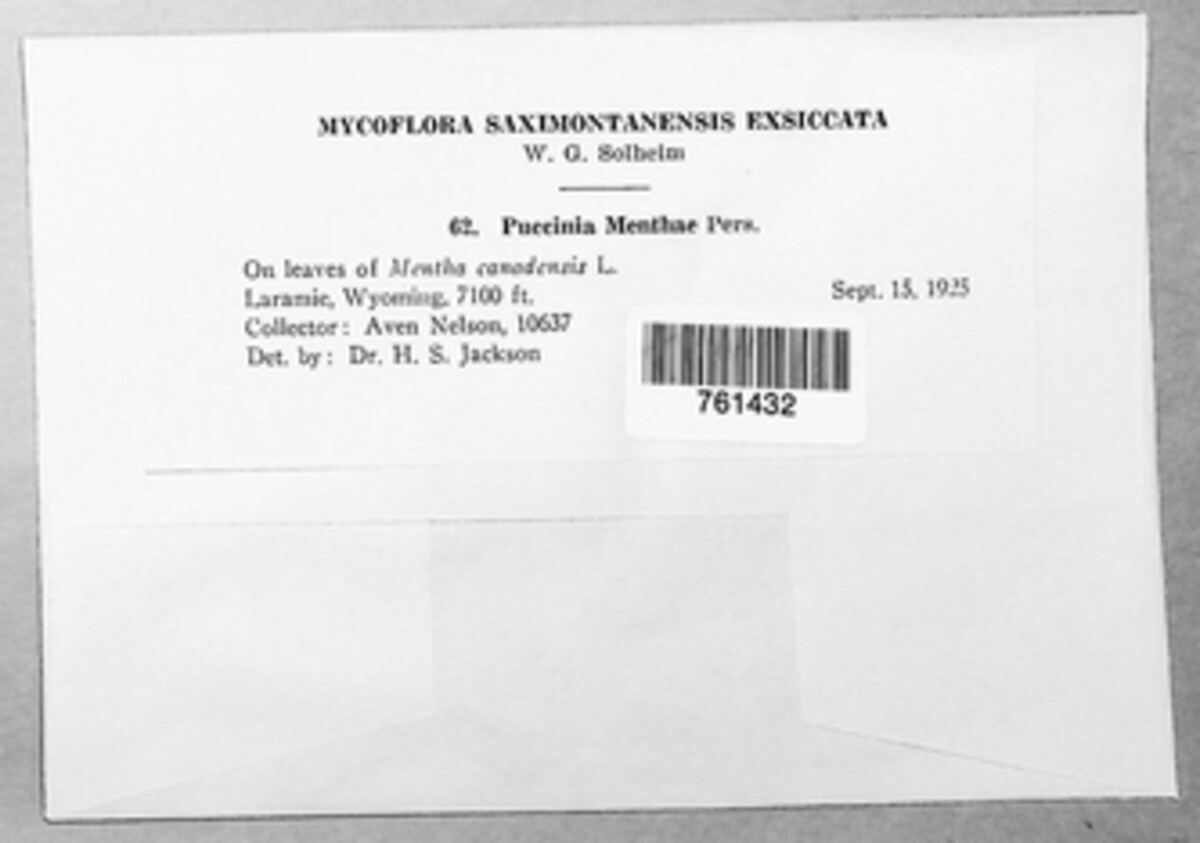 MYCOFLORA SAXIMONTANENSIS EXSICCATA
W. G. Solheim
62. Puccinia Menthae Pers.
On leaves of Mentha canadensis L.
Laramie, Wyoming, 7100 ft.
Sept. 15, 1925
Collector: Aven Nelson, 10637
Det. by: Dr. H. S. Jackson
761432